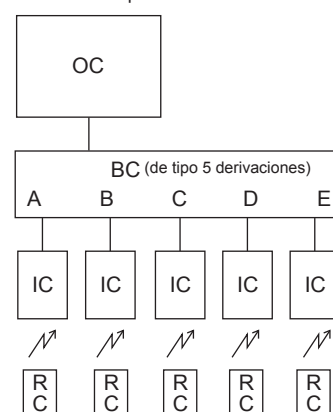 OC
BC (de tipo 5 derivaciones)
A B C D E
IC IC IC IC IC
R R R R R
C C C C C